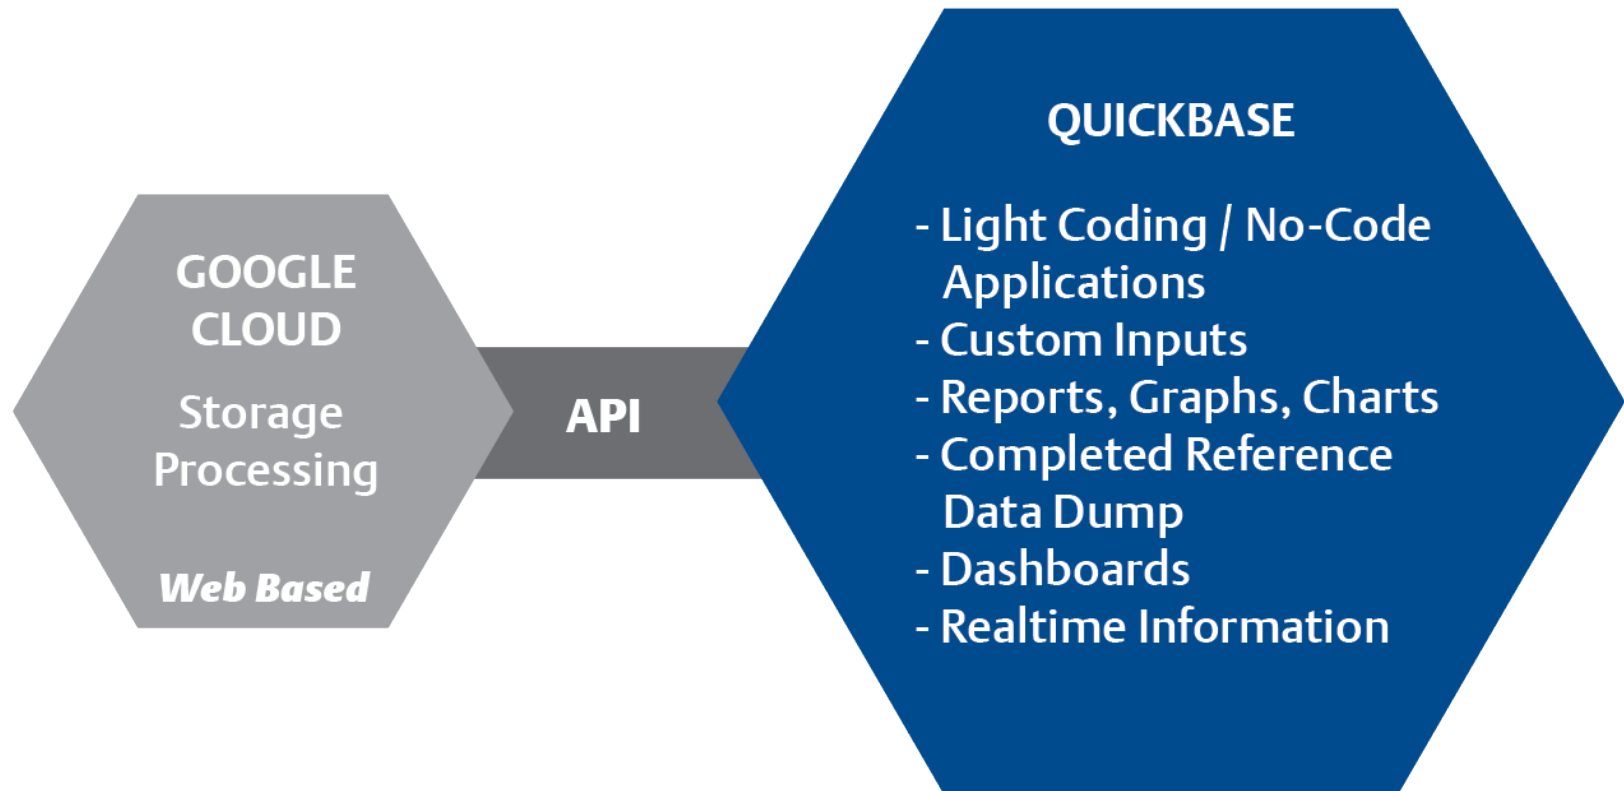 GOOGLE
CLOUD
Storage
Processing
Web Based
API
QUICKBASE
- Light Coding / No-Code
Applications
- Custom Inputs
- Reports, Graphs, Charts
- Completed Reference
Data Dump
- Dashboards
- Realtime Information